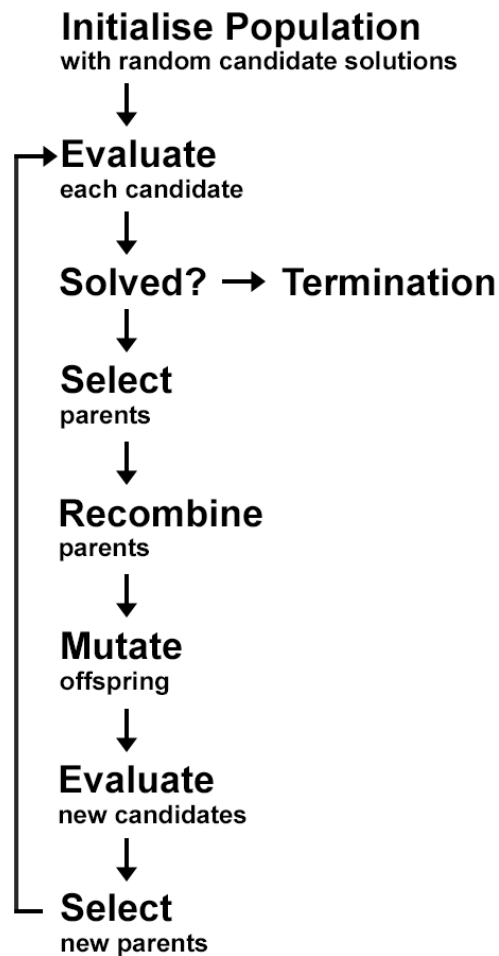 Initialise Population
with random candidate solutions
Evaluate
each candidate
Solved? Termination
Select
parents
Recombine
parents
Mutate
offspring
Evaluate
new candidates
Select
new parents